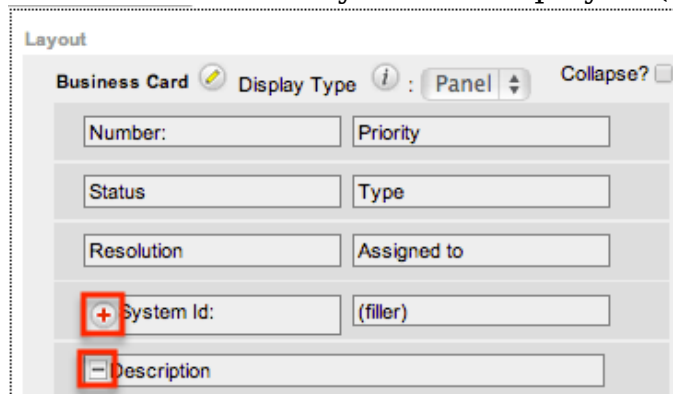 Layout
Business Card Display Type i : Panel Collapse?
Number: Priority
Status Type
Resolution Assigned to
+ System Id: (filler)
− Description